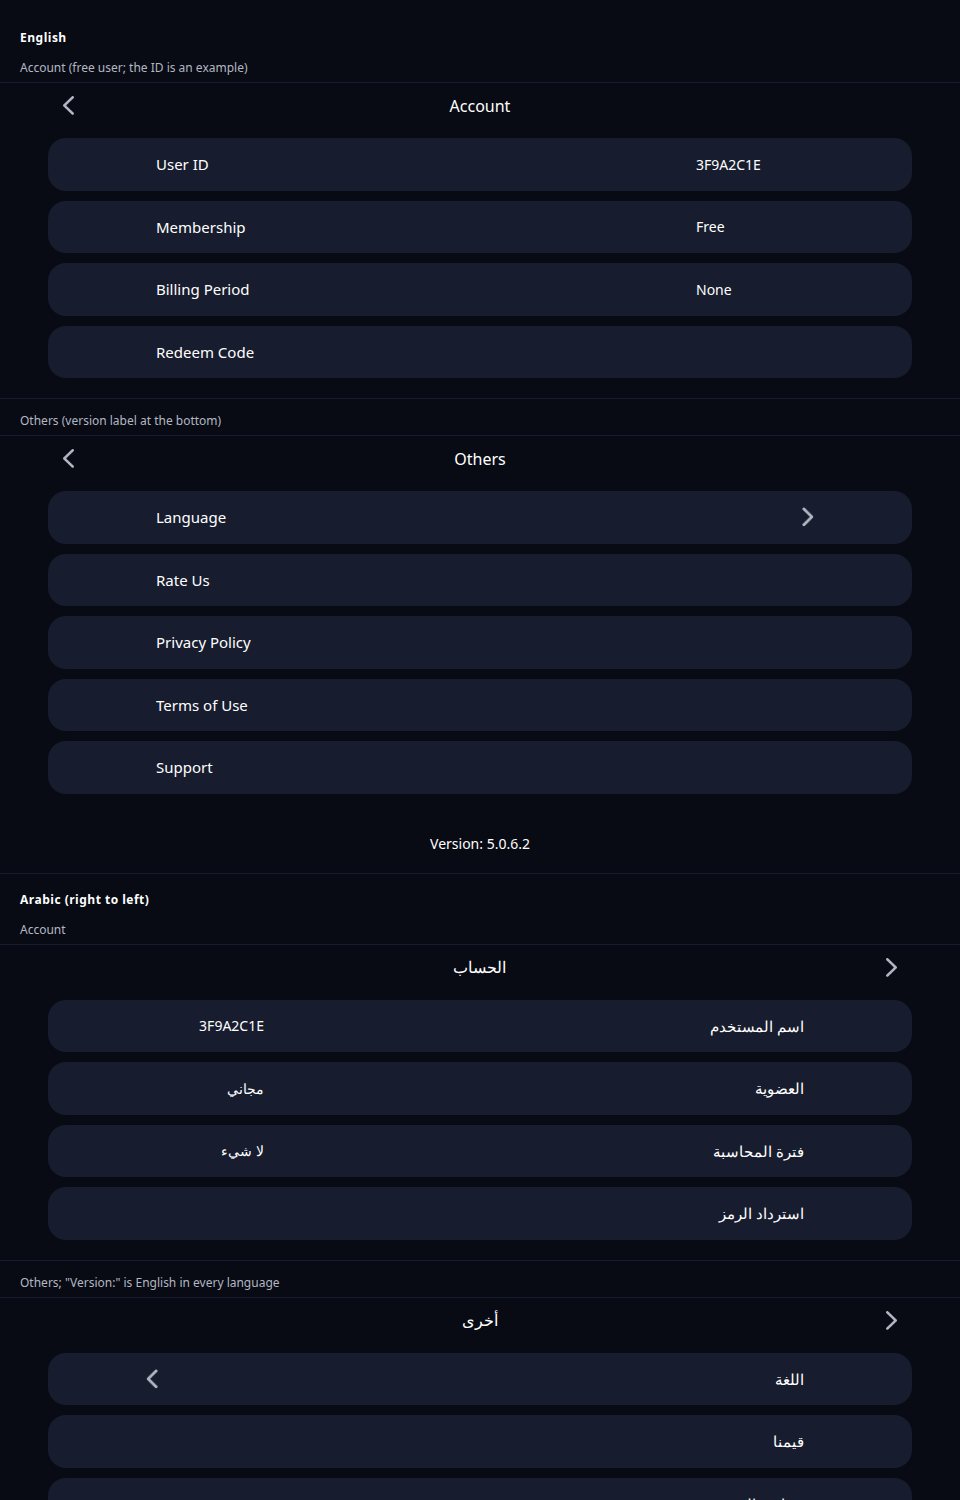 English
Account (free user; the ID is an example)
Account
User ID 3F9A2C1E
Membership Free
Billing Period None
Redeem Code
Others (version label at the bottom)
Others
Language
Rate Us
Privacy Policy
Terms of Use
Support
Version: 5.0.6.2
Arabic (right to left)
Account
الحساب
اسم المستخدم 3F9A2C1E
العضوية مجاني
فترة المحاسبة لا شيء
استرداد الرمز
Others; "Version:" is English in every language
أخرى
اللغة
قيمنا